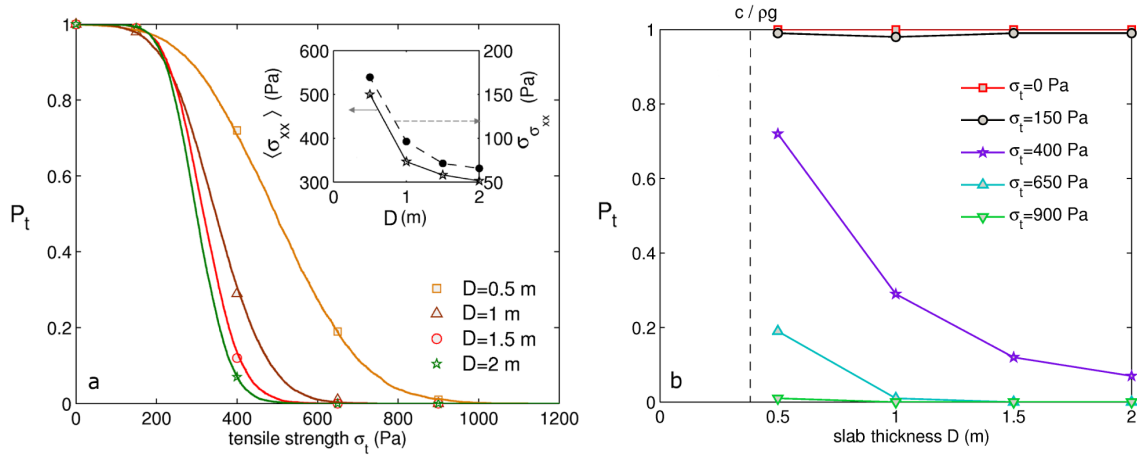 P_t
1
0.8
0.6
0.4
0.2
0
0 200 400 600 800 1000 1200
tensile strength σ_t (Pa)
a
D=0.5 m
D=1 m
D=1.5 m
D=2 m
⟨σ_xx⟩ (Pa)
600
500
400
300
0 1 2
D (m)
200
150
100
50
σ_σ_xx (Pa)
c / ρg
P_t
1
0.8
0.6
0.4
0.2
0
0 0.5 1 1.5 2
slab thickness D (m)
b
σ_t=0 Pa
σ_t=150 Pa
σ_t=400 Pa
σ_t=650 Pa
σ_t=900 Pa